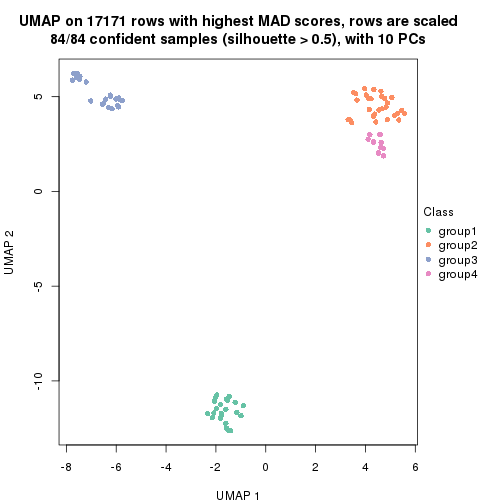 UMAP on 17171 rows with highest MAD scores, rows are scaled
84/84 confident samples (silhouette > 0.5), with 10 PCs
5
0
-5
-10
UMAP 2
-8 -6 -4 -2 0 2 4 6
UMAP 1
Class
group1
group2
group3
group4